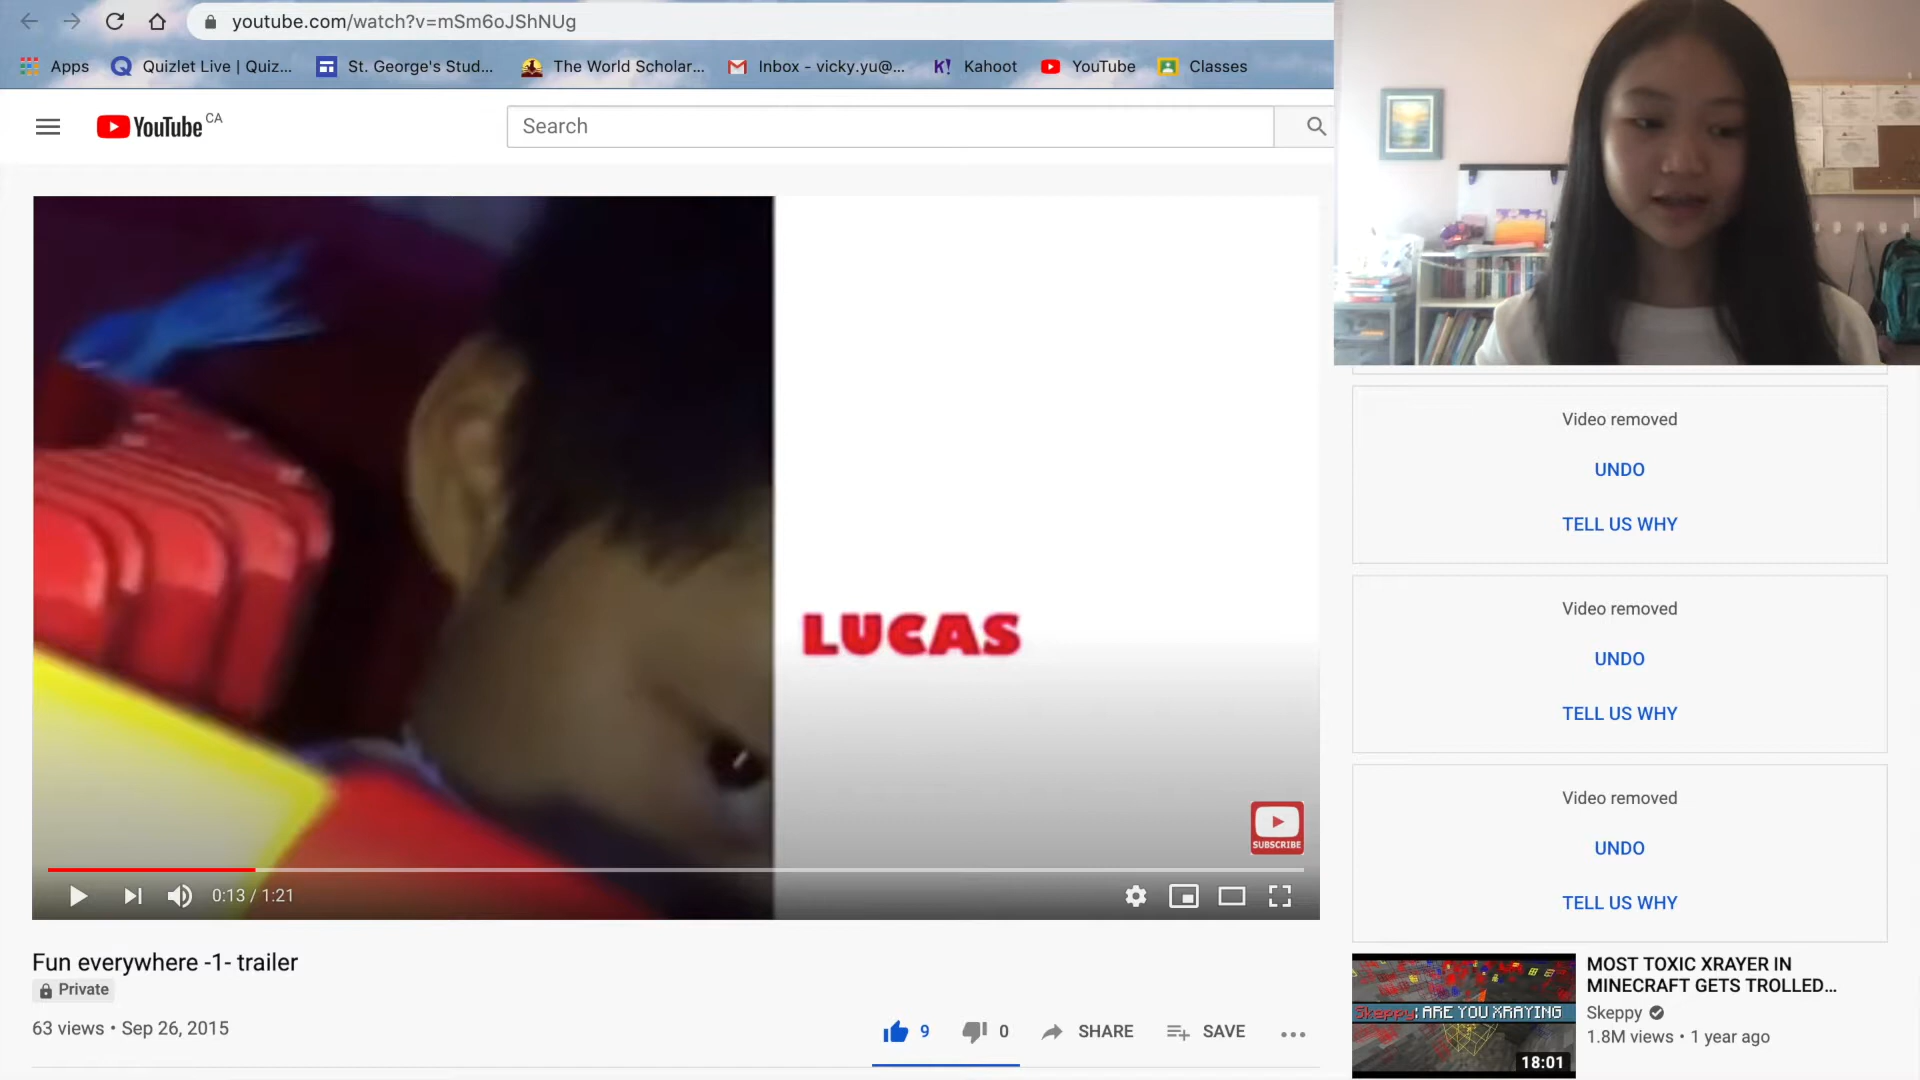 youtube.com/watch?v=mSm6oJShNUg
Apps
Quizlet Live | Quiz...
St. George's Stud...
The World Scholar...
Inbox - vicky.yu@...
Kahoot
YouTube
Classes
YouTube CA
Search
LUCAS
SUBSCRIBE
0:13 / 1:21
Fun everywhere -1- trailer
Private
63 views • Sep 26, 2015
9
0
SHARE
SAVE
Video removed
UNDO
TELL US WHY
Video removed
UNDO
TELL US WHY
Video removed
UNDO
TELL US WHY
Skeppy: ARE YOU XRAYING
18:01
MOST TOXIC XRAYER IN
MINECRAFT GETS TROLLED...
Skeppy
1.8M views • 1 year ago